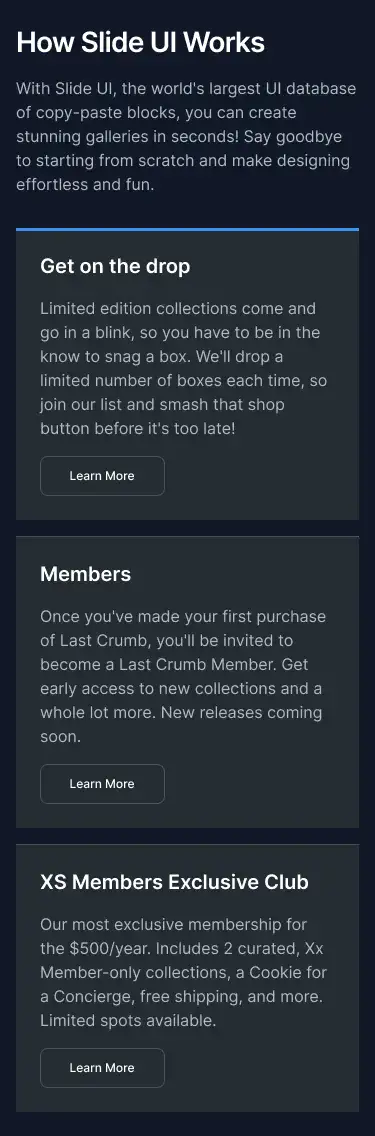 How Slide UI Works
With Slide UI, the world's largest UI database
of copy-paste blocks, you can create
stunning galleries in seconds! Say goodbye
to starting from scratch and make designing
effortless and fun.
Get on the drop
Limited edition collections come and
go in a blink, so you have to be in the
know to snag a box. We'll drop a
limited number of boxes each time, so
join our list and smash that shop
button before it's too late!
Learn More
Members
Once you've made your first purchase
of Last Crumb, you'll be invited to
become a Last Crumb Member. Get
early access to new collections and a
whole lot more. New releases coming
soon.
Learn More
XS Members Exclusive Club
Our most exclusive membership for
the $500/year. Includes 2 curated, Xx
Member-only collections, a Cookie for
a Concierge, free shipping, and more.
Limited spots available.
Learn More